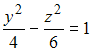 y²/4 − z²/6 = 1